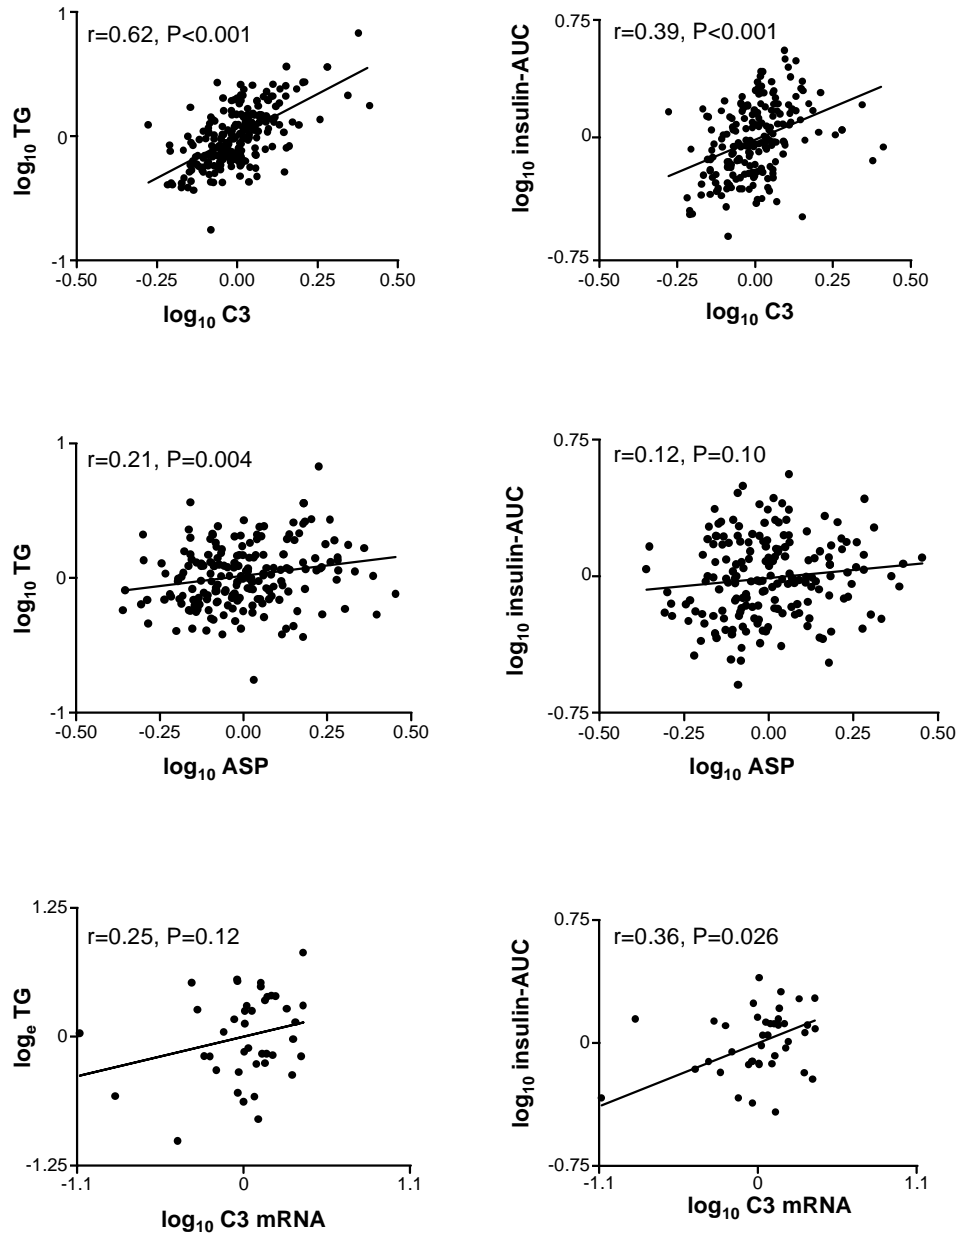 1
r=0.62, P<0.001
log10 TG
0
-1
-0.50 -0.25 0.00 0.25 0.50
log10 C3
0.75
r=0.39, P<0.001
log10 insulin-AUC
0
-0.75
-0.50 -0.25 0.00 0.25 0.50
log10 C3
1
r=0.21, P=0.004
log10 TG
0
-1
-0.50 -0.25 0.00 0.25 0.50
log10 ASP
0.75
r=0.12, P=0.10
log10 insulin-AUC
0
-0.75
-0.50 -0.25 0.00 0.25 0.50
log10 ASP
1.25
r=0.25, P=0.12
loge TG
0
-1.25
-1.1 0 1.1
log10 C3 mRNA
0.75
r=0.36, P=0.026
log10 insulin-AUC
0
-0.75
-1.1 0.00 1.1
log10 C3 mRNA